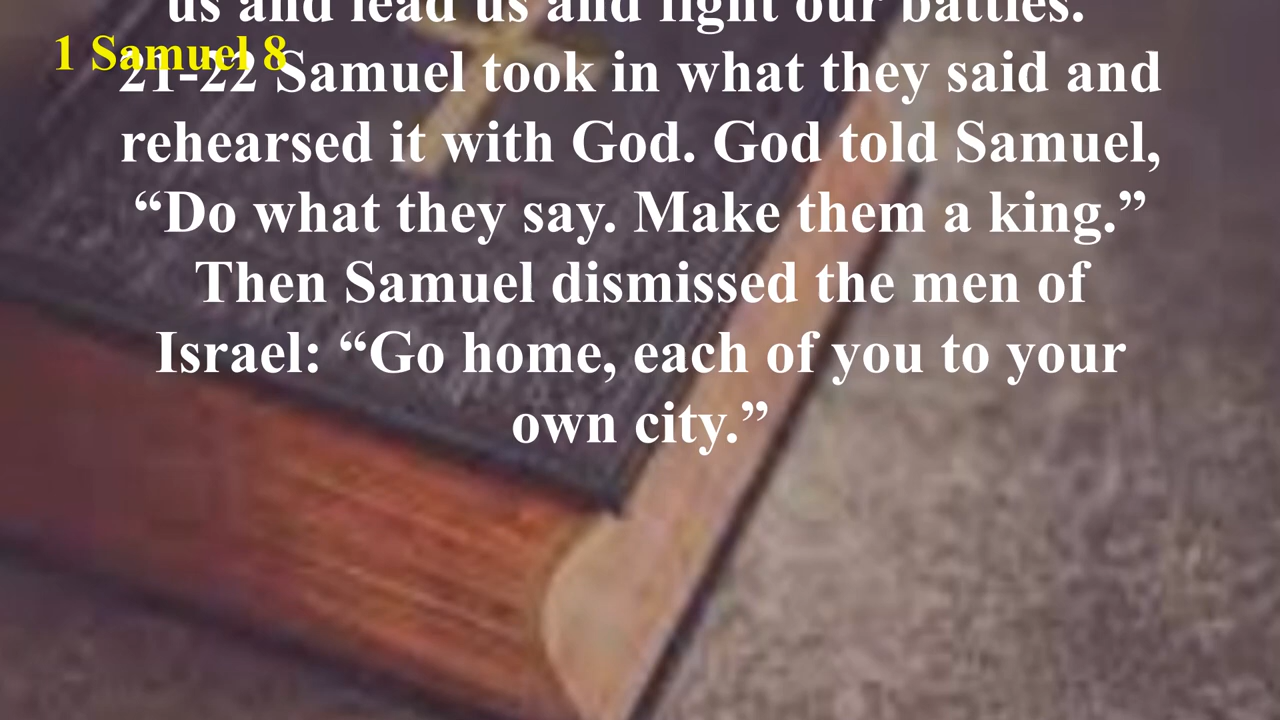 us and lead us and fight our battles.
1 Samuel 8
21-22 Samuel took in what they said and
rehearsed it with God. God told Samuel,
“Do what they say. Make them a king.”
Then Samuel dismissed the men of
Israel: “Go home, each of you to your
own city.”